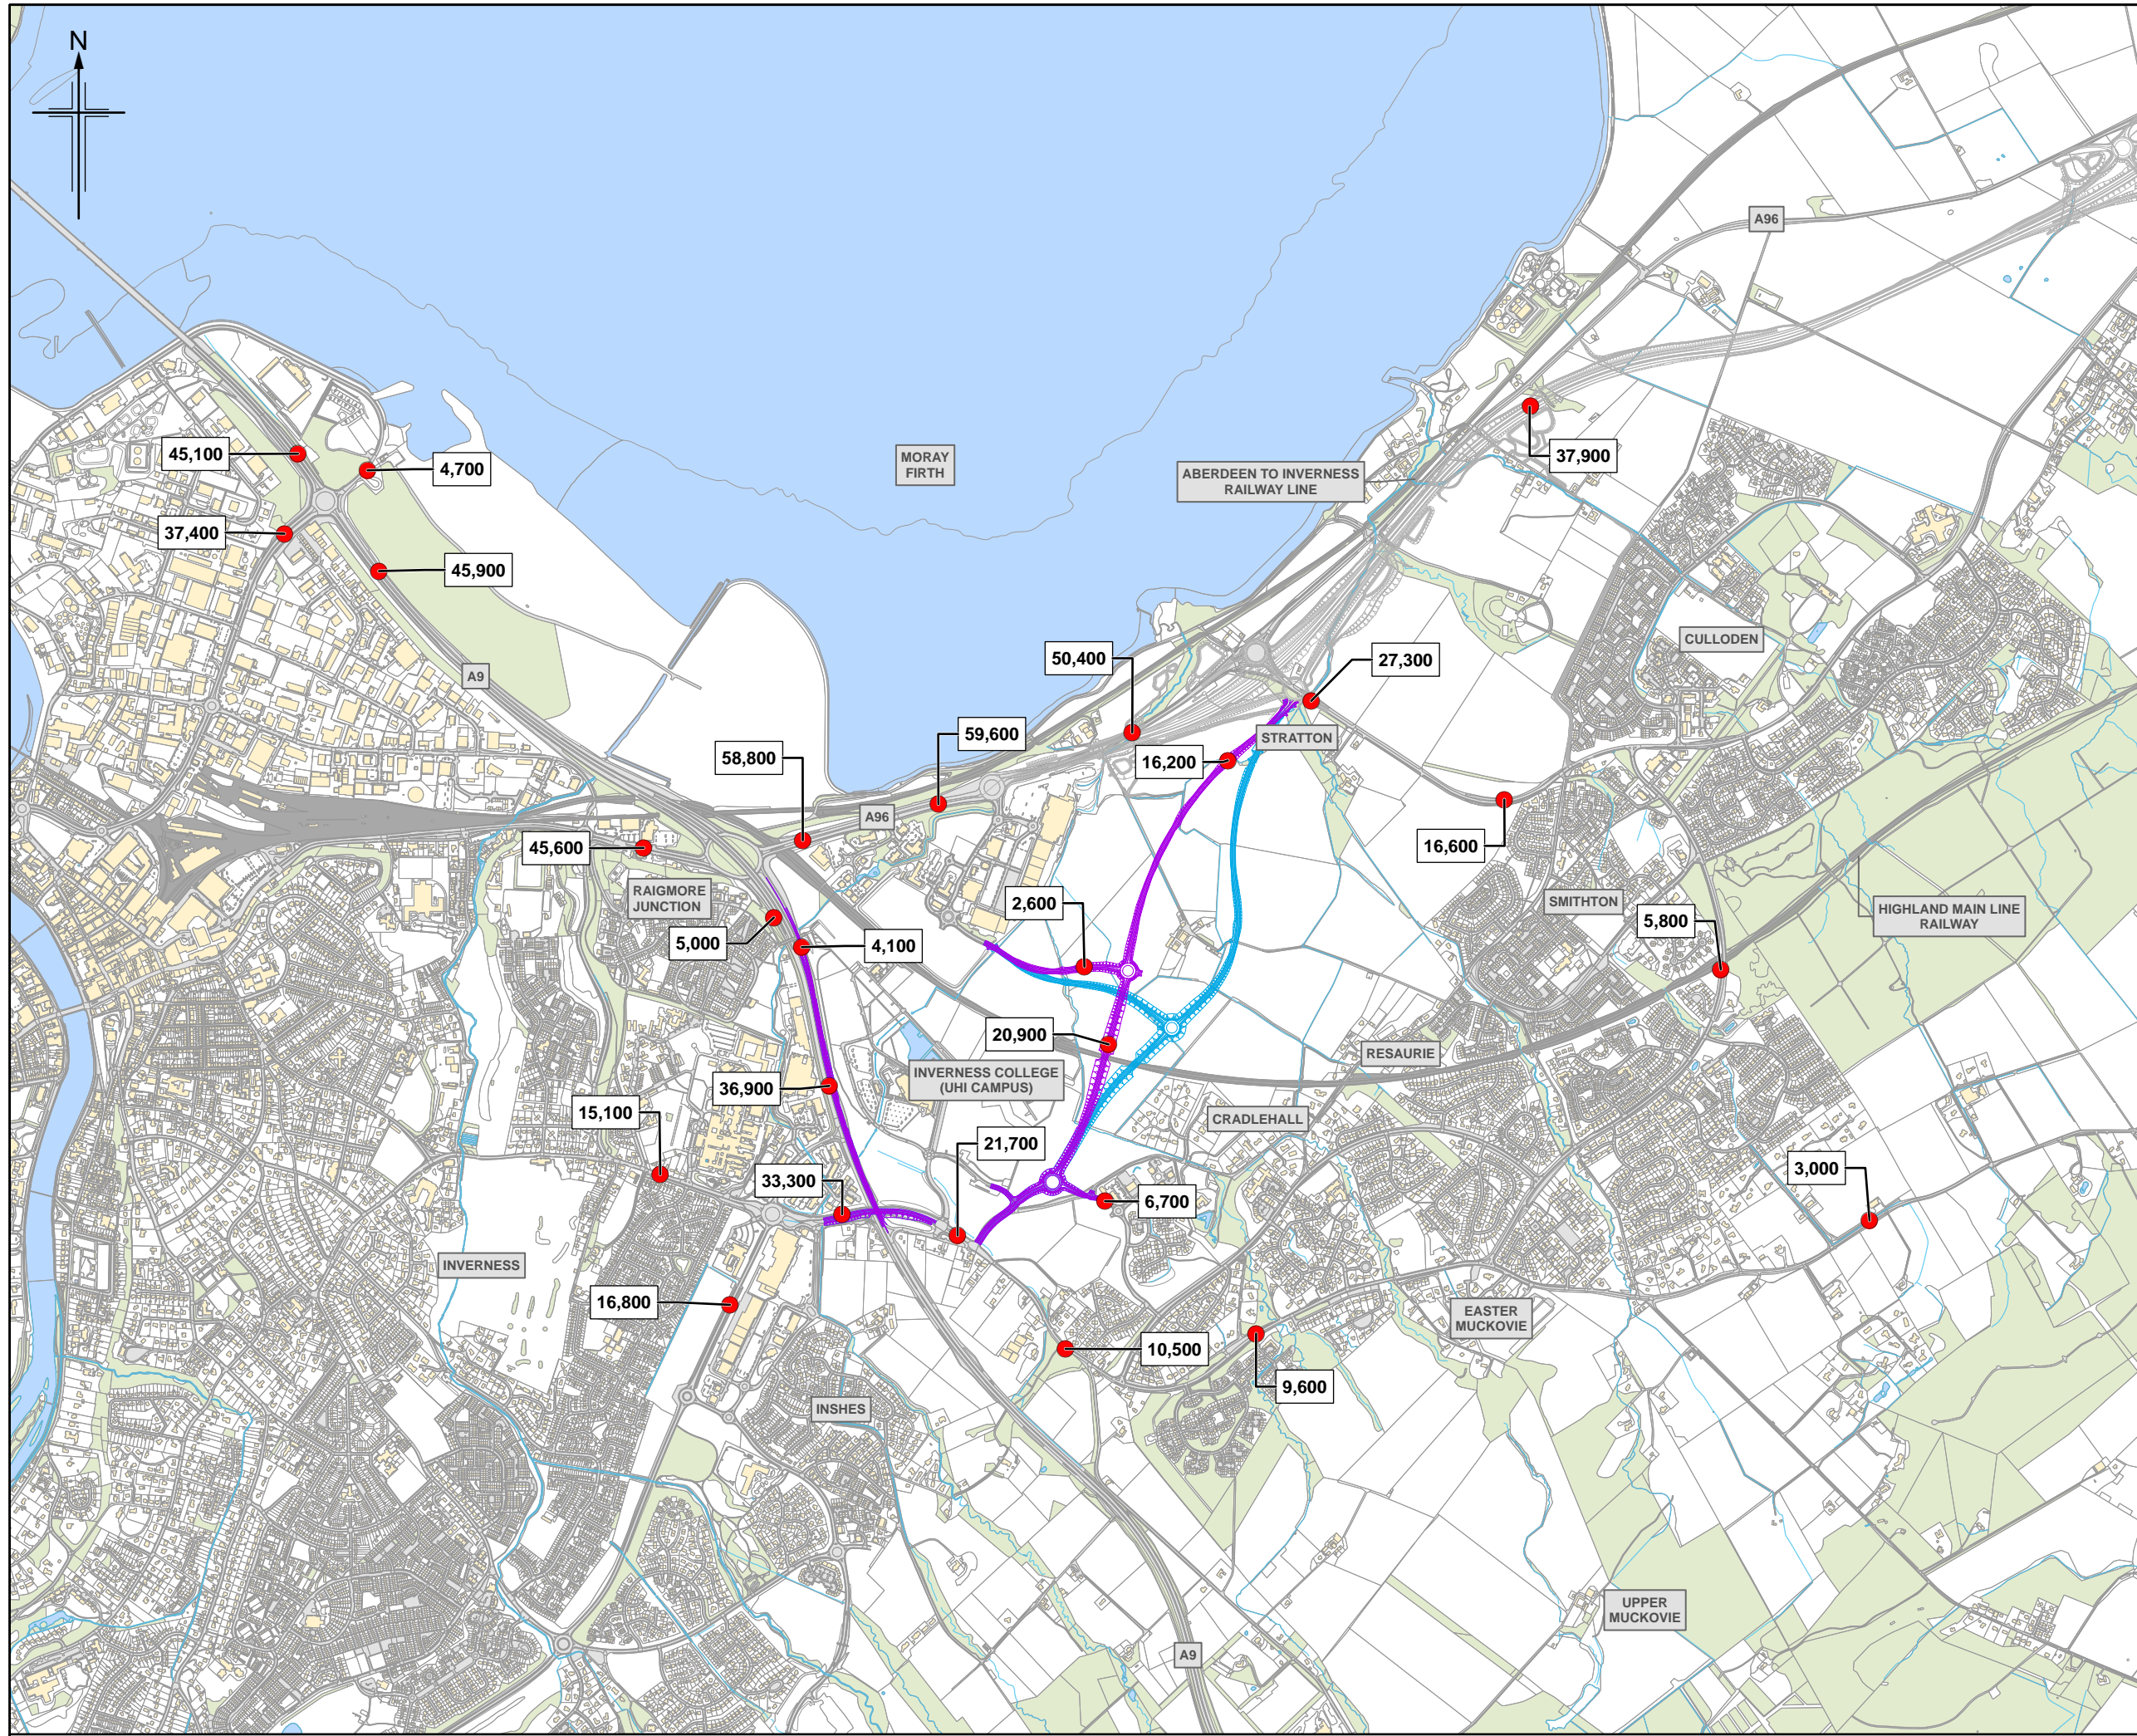 N
A96
45,100
4,700
MORAY
FIRTH
ABERDEEN TO INVERNESS
RAILWAY LINE
37,900
37,400
45,900
A9
CULLODEN
50,400
27,300
STRATTON
59,600
58,800
16,200
A96
45,600
16,600
RAIGMORE
JUNCTION
2,600
SMITHTON
5,800
HIGHLAND MAIN LINE
RAILWAY
5,000
4,100
20,900
RESAURIE
INVERNESS COLLEGE
(UHI CAMPUS)
36,900
15,100
CRADLEHALL
21,700
33,300
3,000
6,700
INVERNESS
16,800
EASTER
MUCKOVIE
10,500
9,600
INSHES
UPPER
MUCKOVIE
A9